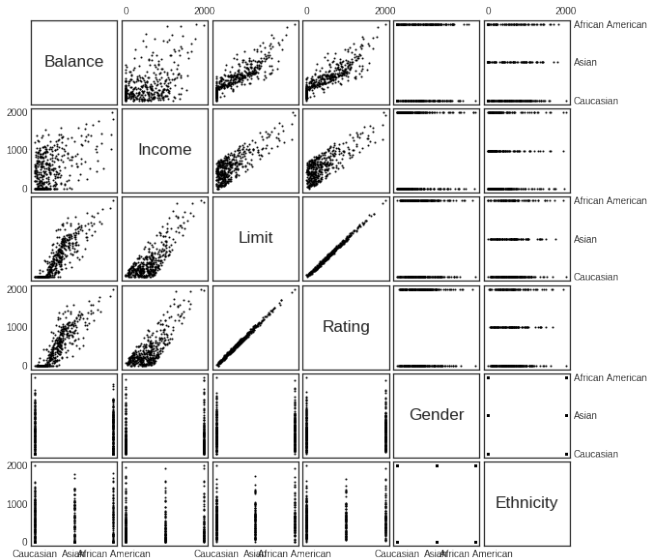 0 2000 0 2000 0 2000
Balance African American
Asian
Caucasian
2000
1000 Income
0
Limit African American
Asian
Caucasian
2000
1000 Rating
0
Gender African American
Asian
Caucasian
2000
1000 Ethnicity
0
Caucasian Asian African American Caucasian Asian African American Caucasian Asian African American